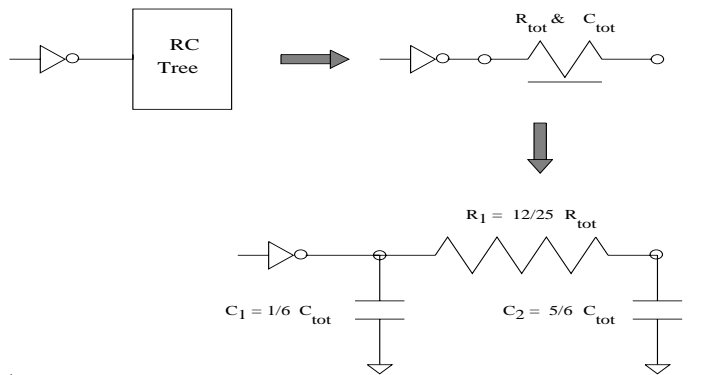 RC
Tree
R_tot & C_tot
R_1 = 12/25 R_tot
C_1 = 1/6 C_tot
C_2 = 5/6 C_tot